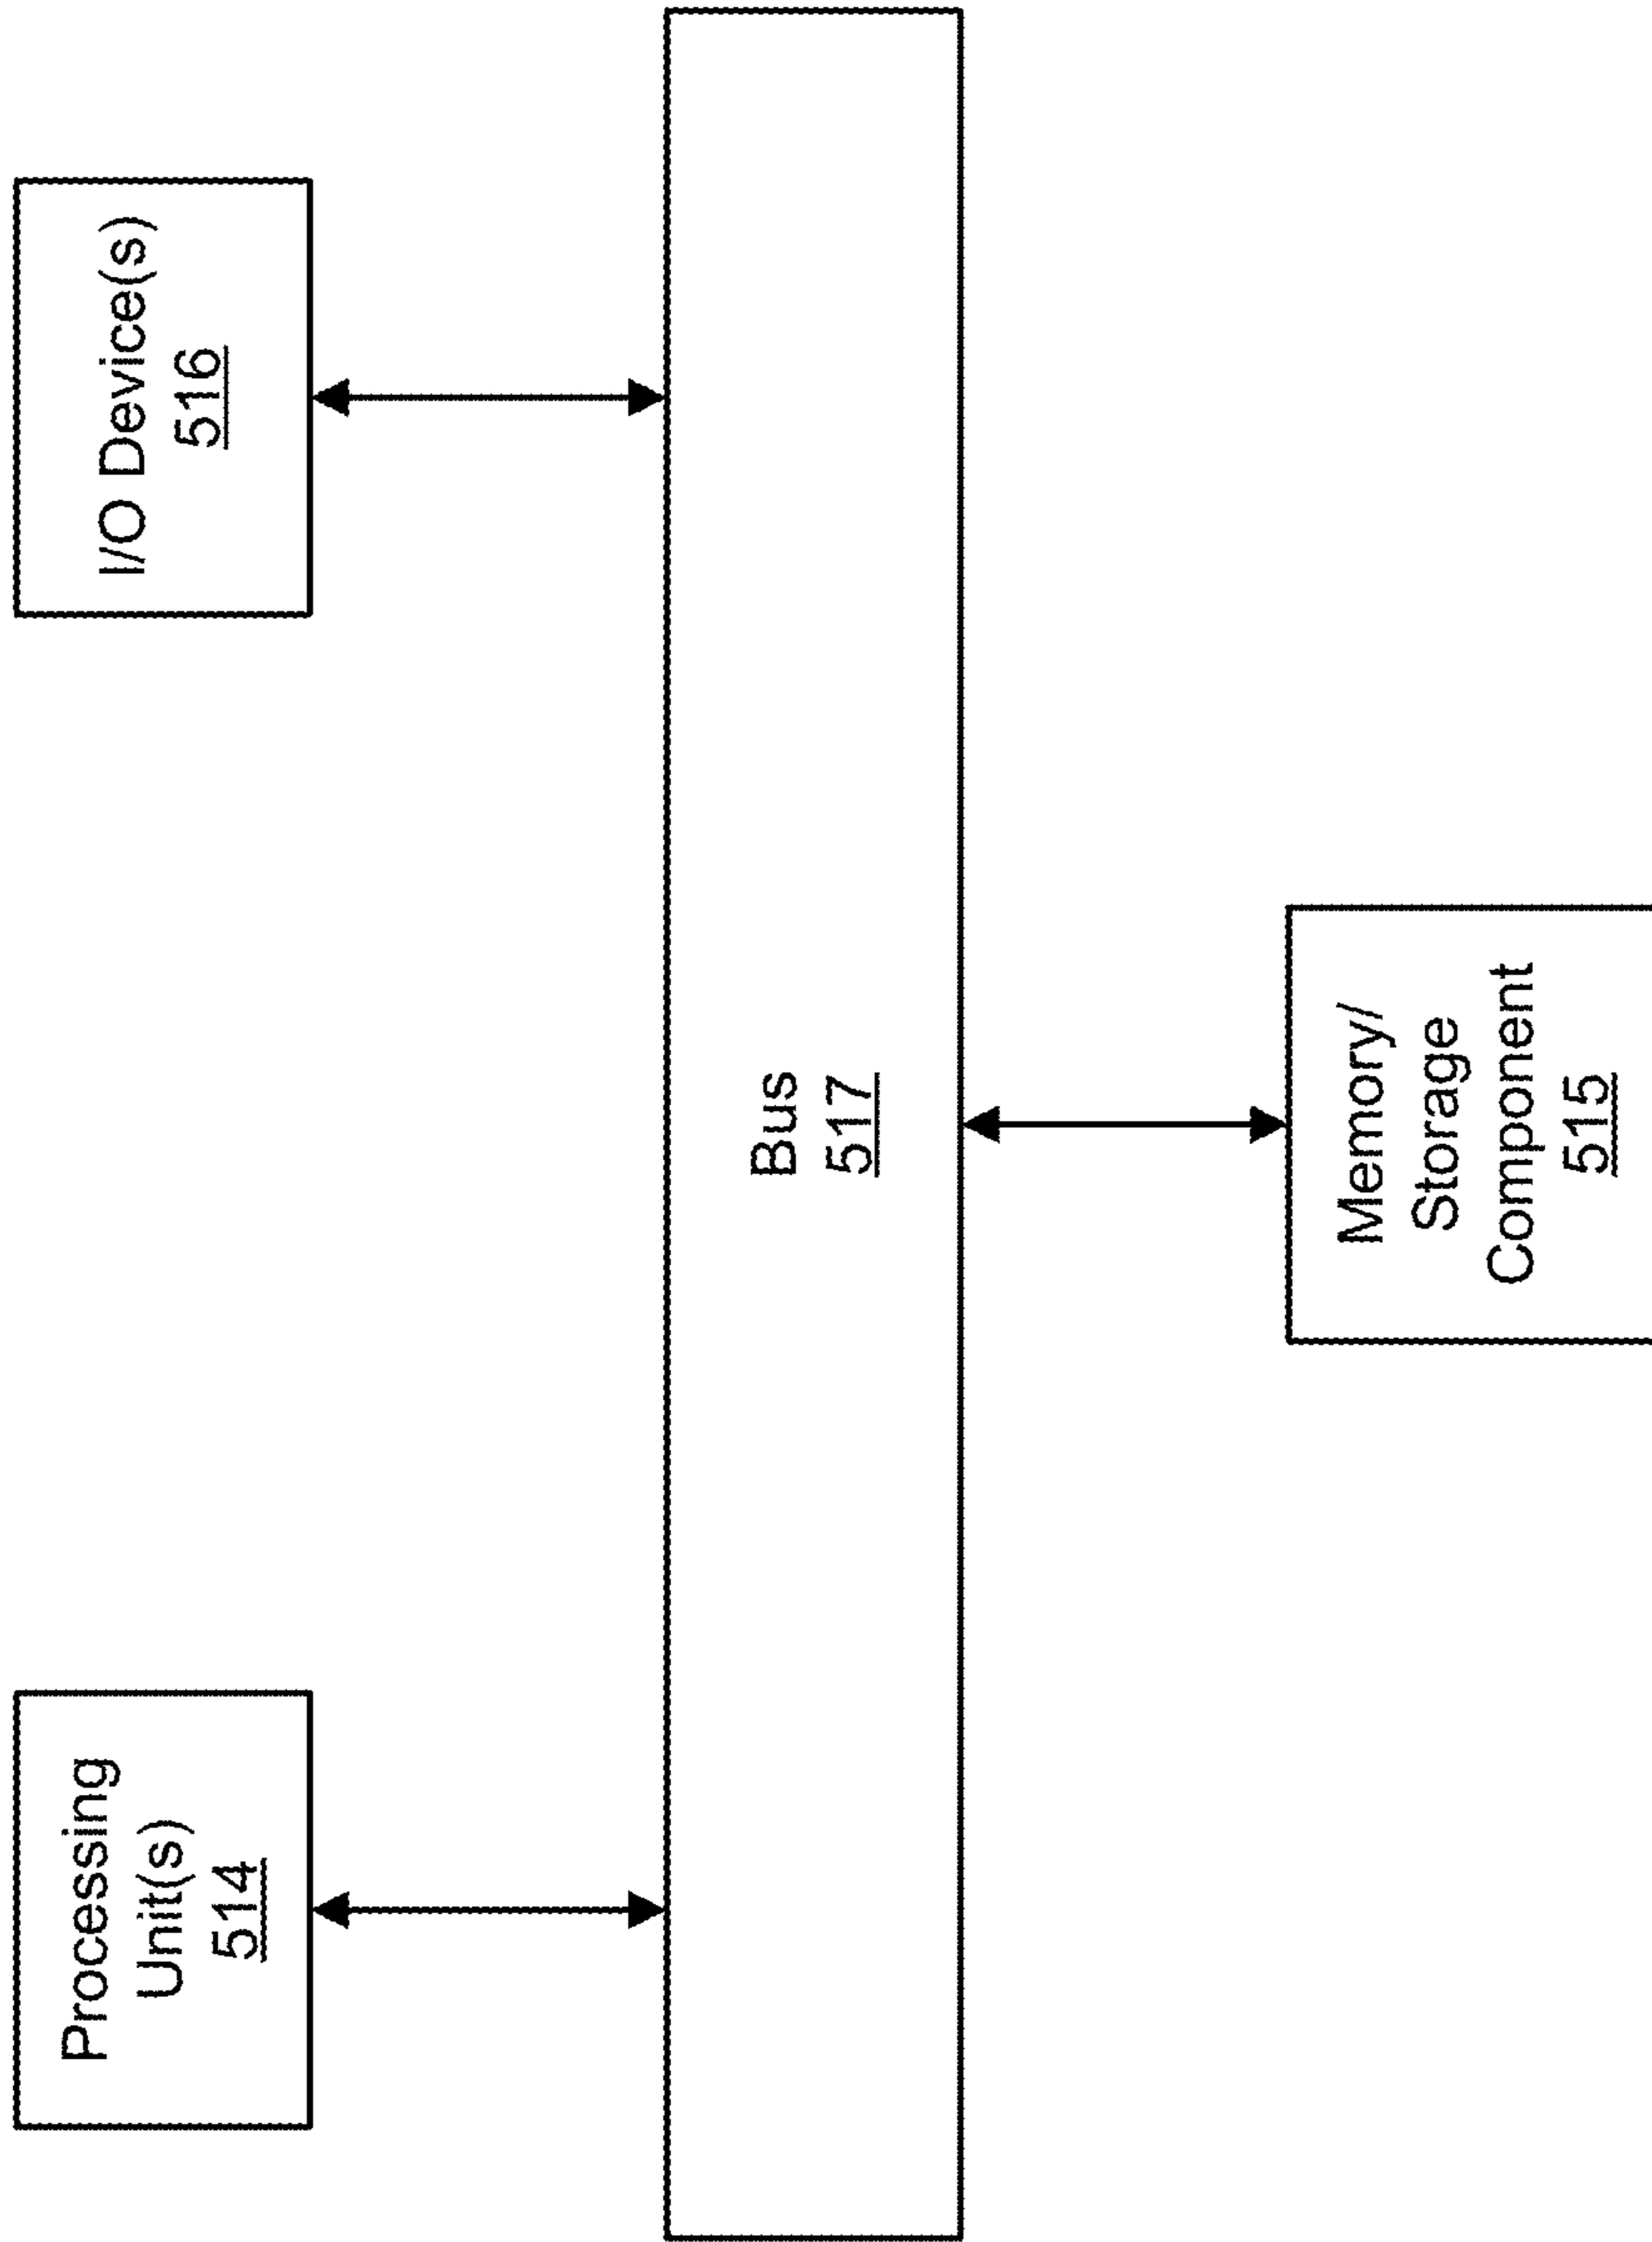 Processing
Unit(s)
514
I/O Device(s)
516
Bus
517
Memory/
Storage
Component
515